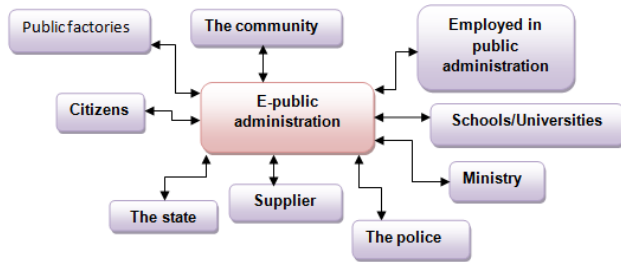 Public factories
The community
Employed in
public
administration
Citizens
E-public
administration
Schools/Universities
Ministry
The state
Supplier
The police